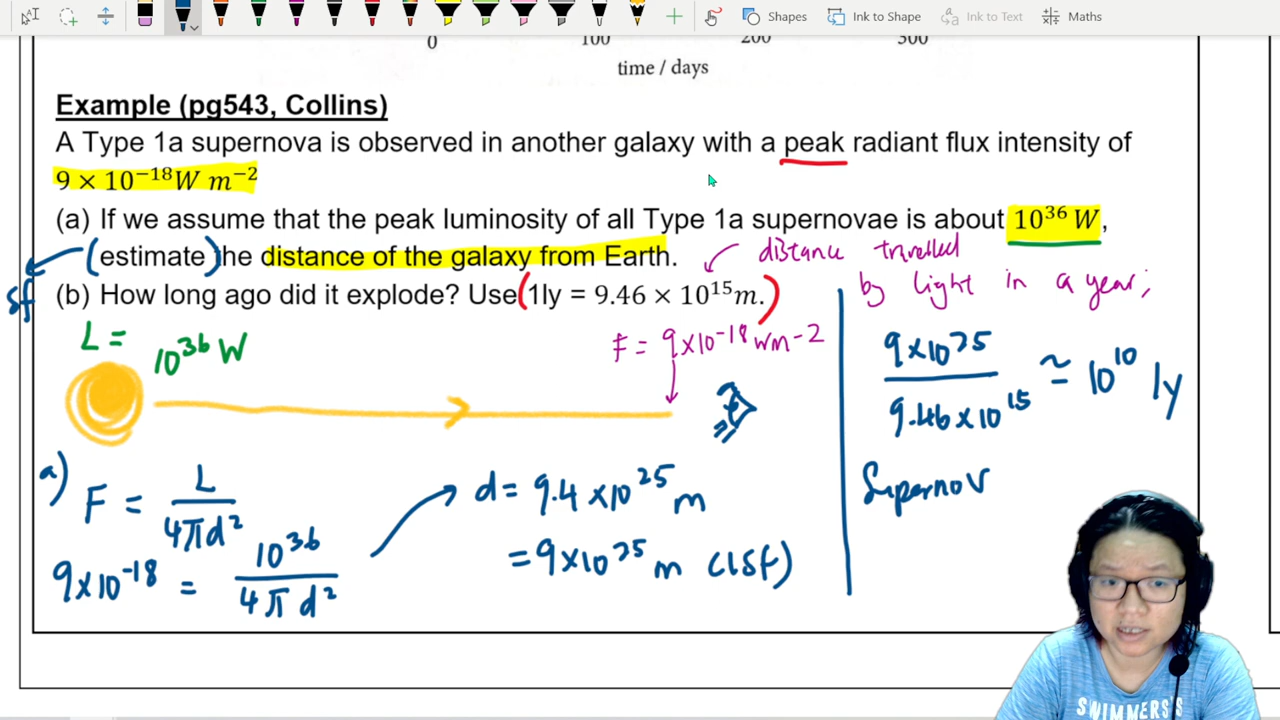 Shapes
Ink to Shape
Ink to Text
Maths
0 100 200 300
time / days
Example (pg543, Collins)
A Type 1a supernova is observed in another galaxy with a peak radiant flux intensity of
9 × 10⁻¹⁸W m⁻²
(a) If we assume that the peak luminosity of all Type 1a supernovae is about 10³⁶ W,
(estimate) the distance of the galaxy from Earth.
sf
distance travelled
by light in a year;
(b) How long ago did it explode? Use (1ly = 9.46 × 10¹⁵m.)
L = 10³⁶ W
F = 9×10⁻¹⁸ Wm-2
a) F = L / 4πd²
9×10⁻¹⁸ = 10³⁶ / 4πd²
d = 9.4 ×10²⁵ m
= 9×10²⁵ m (1sf)
9×10²⁵ / 9.46×10¹⁵ ≃ 10¹⁰ ly
Supernov
SWIMMERS'S